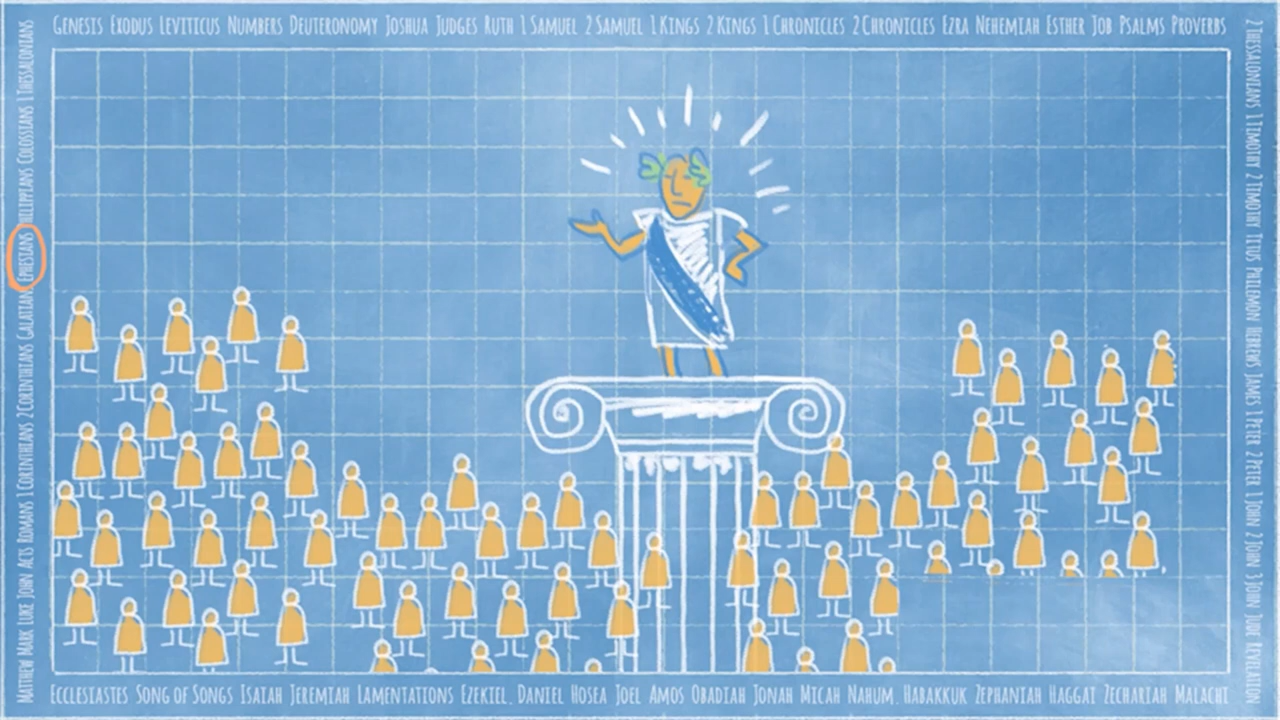 Genesis Exodus Leviticus Numbers Deuteronomy Joshua Judges Ruth 1 Samuel 2 Samuel 1 Kings 2 Kings 1 Chronicles 2 Chronicles Ezra Nehemiah Esther Job Psalms Proverbs
Ecclesiastes Song of Songs Isaiah Jeremiah Lamentations Ezekiel Daniel Hosea Joel Amos Obadiah Jonah Micah Nahum Habakkuk Zephaniah Haggai Zechariah Malachi
Matthew Mark Luke John Acts Romans 1 Corinthians 2 Corinthians Galatians Ephesians Philippians Colossians 1 Thessalonians
2 Thessalonians 1 Timothy 2 Timothy Titus Philemon Hebrews James 1 Peter 2 Peter 1 John 2 John 3 John Jude Revelation